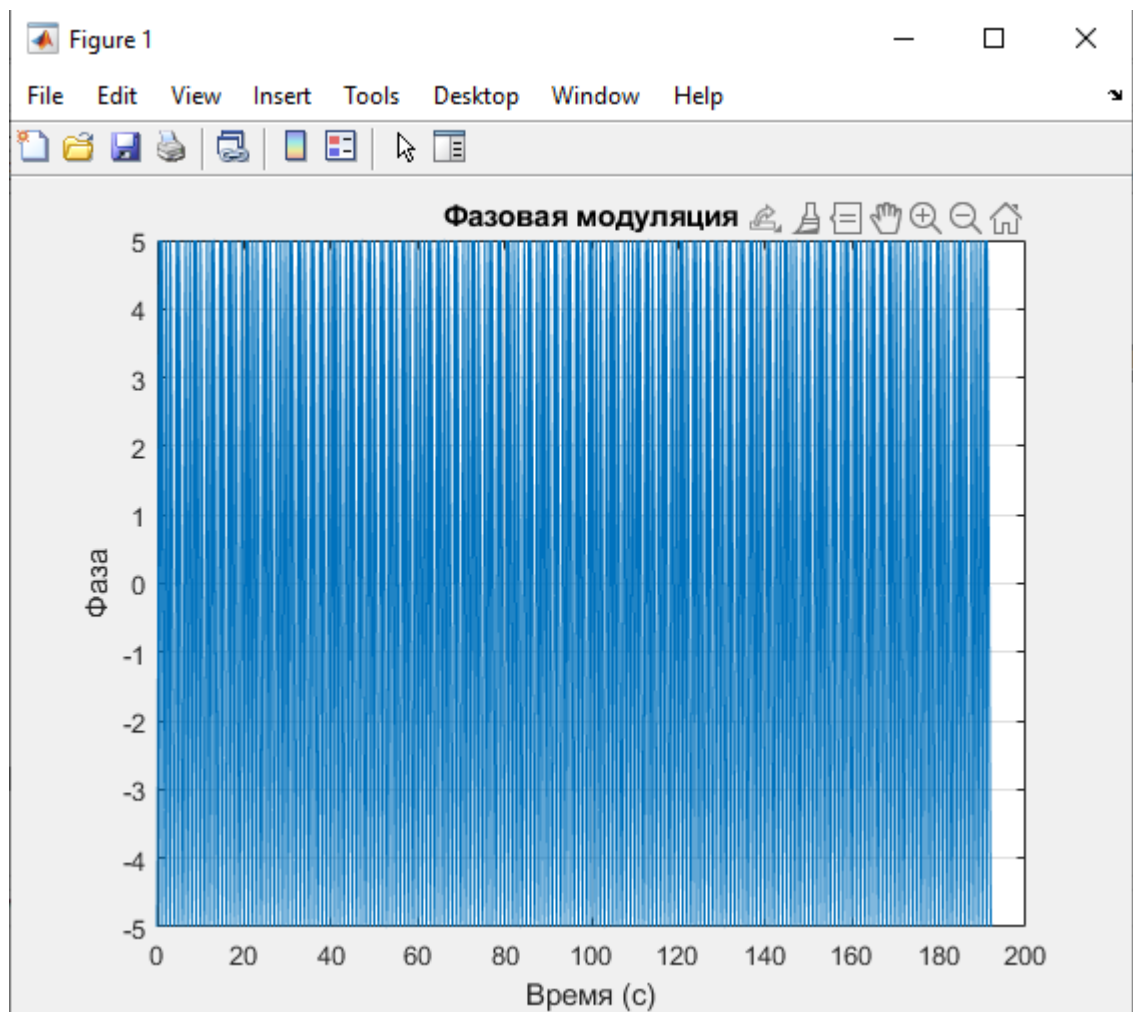 Figure 1
File Edit View Insert Tools Desktop Window Help
Фазовая модуляция
5
4
3
2
1
0
-1
-2
-3
-4
-5
Фаза
0 20 40 60 80 100 120 140 160 180 200
Время (с)